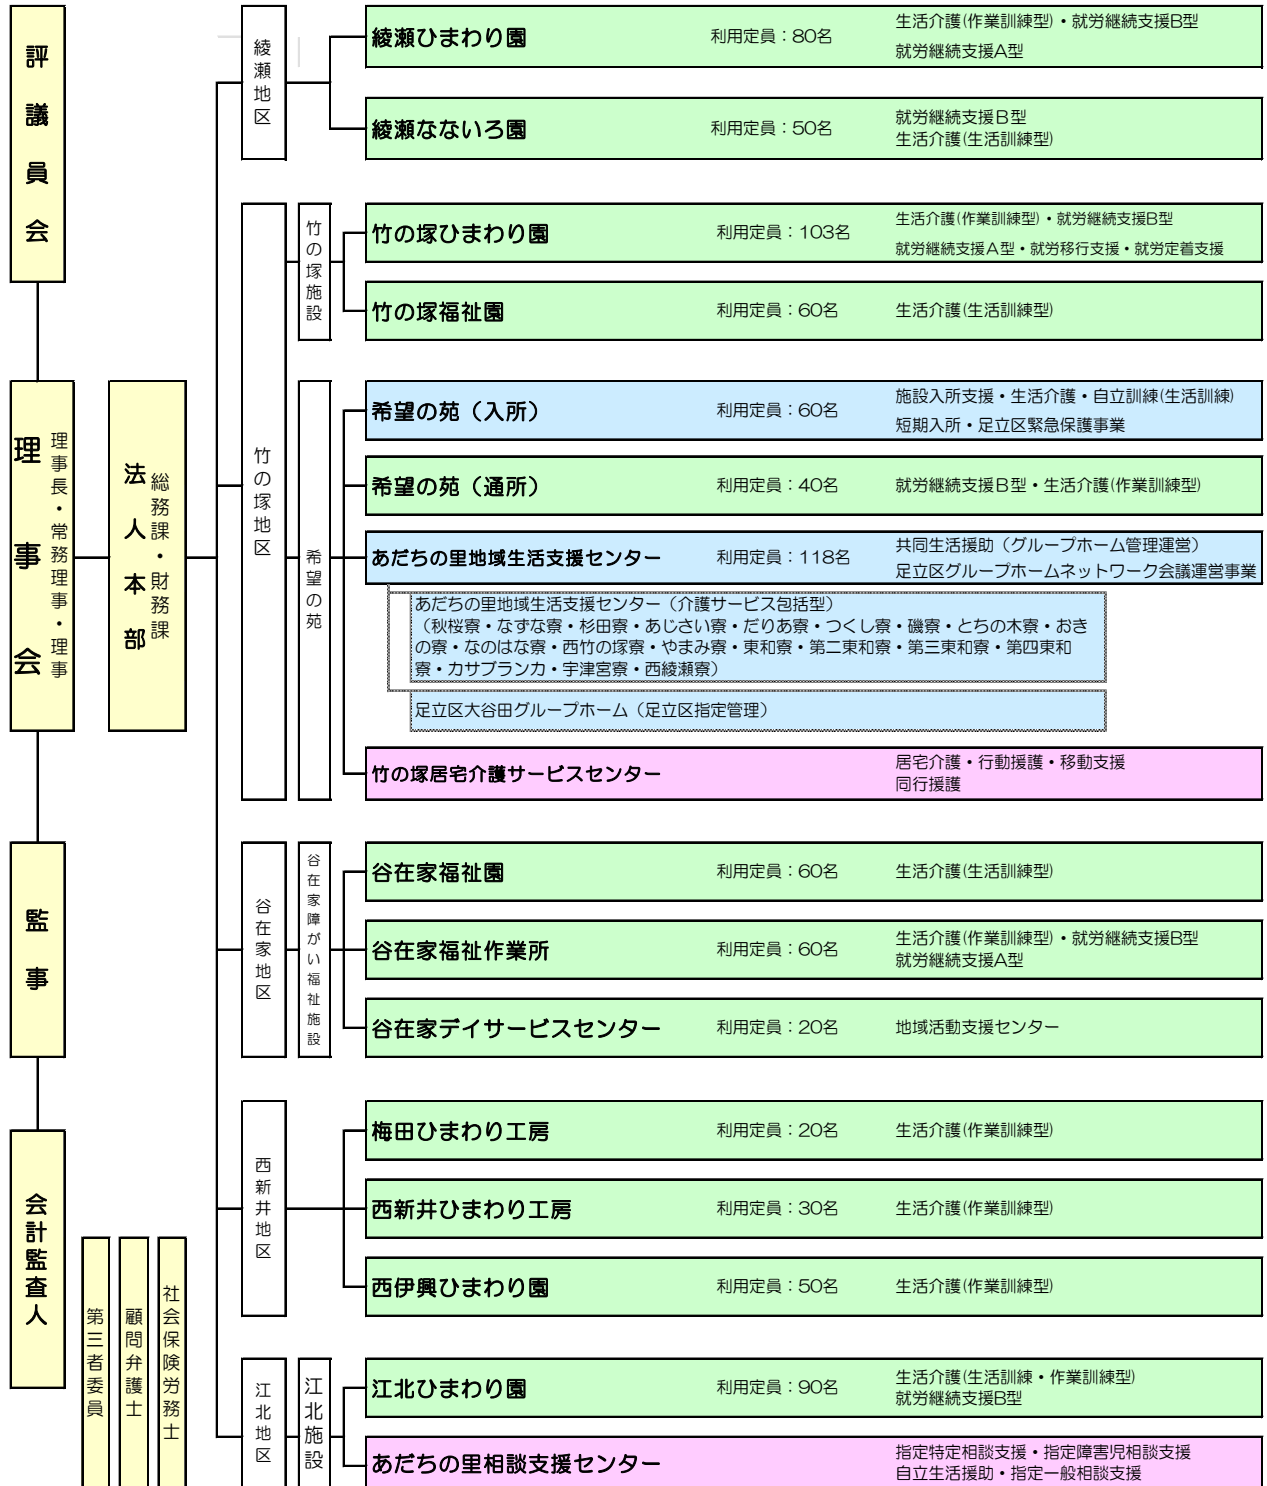 評議員会
理事会
理事長・常務理事・理事
法人本部
総務課・財務課
監事
会計監査人
第三者委員
顧問弁護士
社会保険労務士
綾瀬地区
綾瀬ひまわり園 利用定員：80名 生活介護(作業訓練型)・就労継続支援B型
就労継続支援A型
綾瀬なないろ園 利用定員：50名 就労継続支援B型
生活介護(生活訓練型)
竹の塚地区
竹の塚施設
竹の塚ひまわり園 利用定員：103名 生活介護(作業訓練型)・就労継続支援B型
就労継続支援A型・就労移行支援・就労定着支援
竹の塚福祉園 利用定員：60名 生活介護(生活訓練型)
希望の苑
希望の苑（入所） 利用定員：60名 施設入所支援・生活介護・自立訓練(生活訓練)
短期入所・足立区緊急保護事業
希望の苑（通所） 利用定員：40名 就労継続支援B型・生活介護(作業訓練型)
あだちの里地域生活支援センター 利用定員：118名 共同生活援助（グループホーム管理運営）
足立区グループホームネットワーク会議運営事業
あだちの里地域生活支援センター（介護サービス包括型）
（秋桜寮・なずな寮・杉田寮・あじさい寮・だりあ寮・つくし寮・磯寮・とちの木寮・おき
の寮・なのはな寮・西竹の塚寮・やまみ寮・東和寮・第二東和寮・第三東和寮・第四東和
寮・カサブランカ・宇津宮寮・西綾瀬寮）
足立区大谷田グループホーム（足立区指定管理）
竹の塚居宅介護サービスセンター 居宅介護・行動援護・移動支援
同行援護
谷在家地区
谷在家障がい福祉施設
谷在家福祉園 利用定員：60名 生活介護(生活訓練型)
谷在家福祉作業所 利用定員：60名 生活介護(作業訓練型)・就労継続支援B型
就労継続支援A型
谷在家デイサービスセンター 利用定員：20名 地域活動支援センター
西新井地区
梅田ひまわり工房 利用定員：20名 生活介護(作業訓練型)
西新井ひまわり工房 利用定員：30名 生活介護(作業訓練型)
西伊興ひまわり園 利用定員：50名 生活介護(作業訓練型)
江北地区
江北施設
江北ひまわり園 利用定員：90名 生活介護(生活訓練・作業訓練型)
就労継続支援B型
あだちの里相談支援センター 指定特定相談支援・指定障害児相談支援
自立生活援助・指定一般相談支援